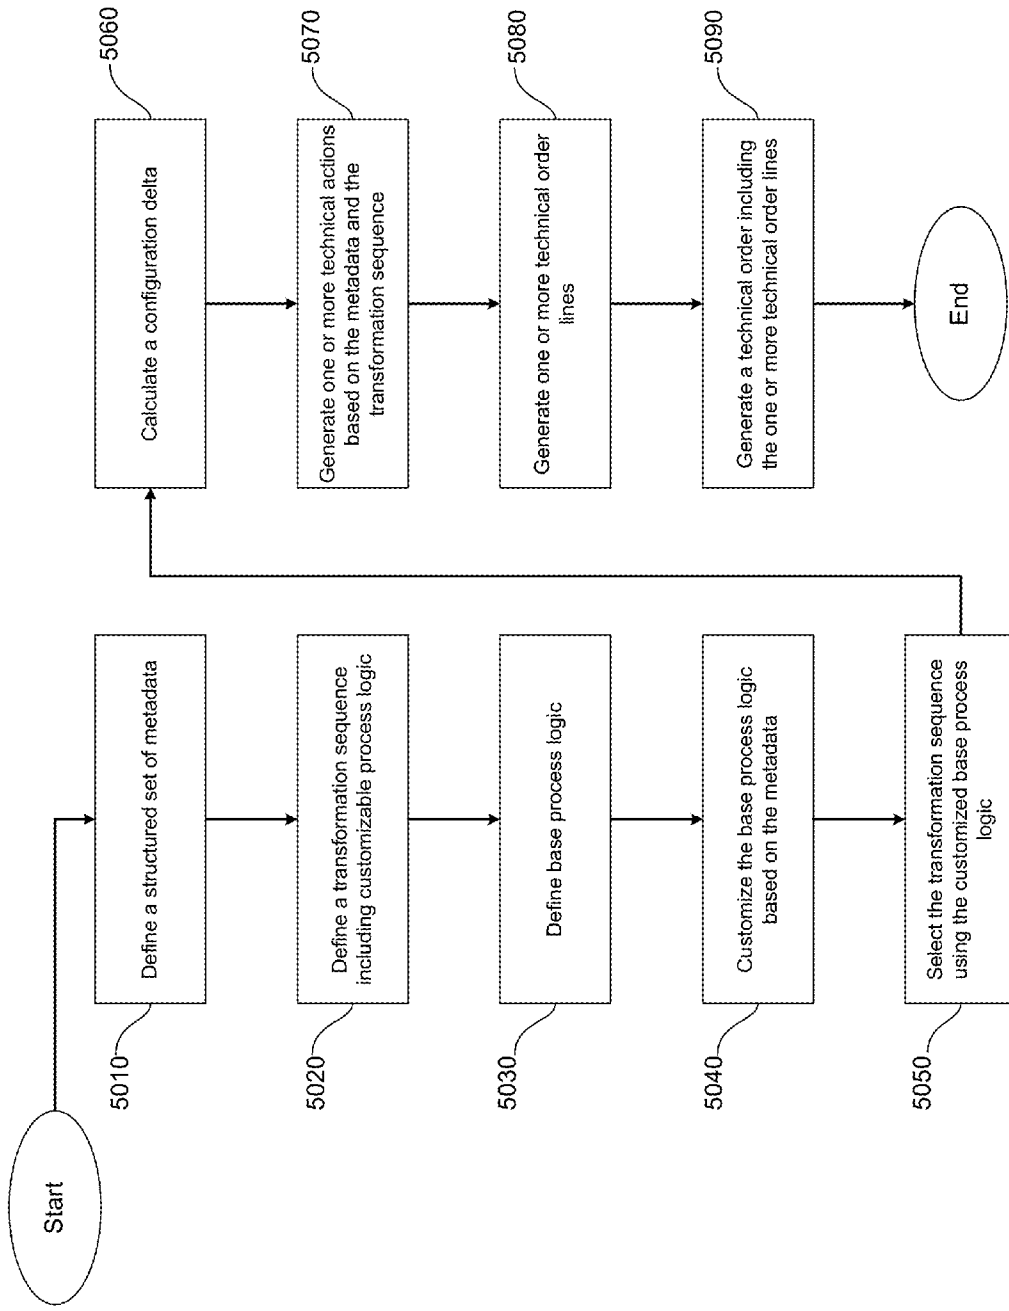 Start
5010
Define a structured set of metadata
5020
Define a transformation sequence
including customizable process logic
5030
Define base process logic
5040
Customize the base process logic
based on the metadata
5050
Select the transformation sequence
using the customized base process
logic
5060
Calculate a configuration delta
5070
Generate one or more technical actions
based on the metadata and the
transformation sequence
5080
Generate one or more technical order
lines
5090
Generate a technical order including
the one or more technical order lines
End